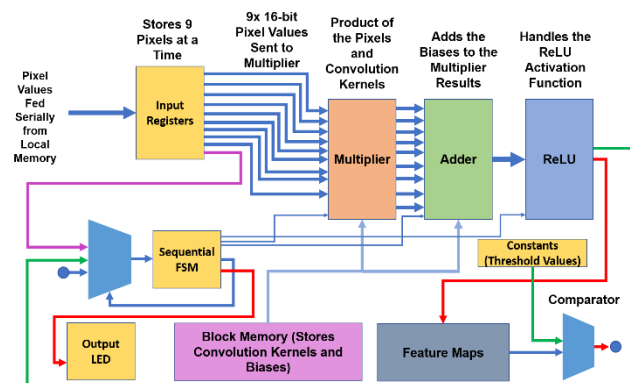 Stores 9
Pixels at a
Time
9x 16-bit
Pixel Values
Sent to
Multiplier
Product of
the Pixels
and
Convolution
Kernels
Adds the
Biases to the
Multiplier
Results
Handles the
ReLU
Activation
Function
Pixel
Values
Fed
Serially
from
Local
Memory
Input
Registers
Multiplier
Adder
ReLU
Sequential
FSM
Constants
(Threshold Values)
Comparator
Output
LED
Block Memory (Stores
Convolution Kernels and
Biases)
Feature Maps